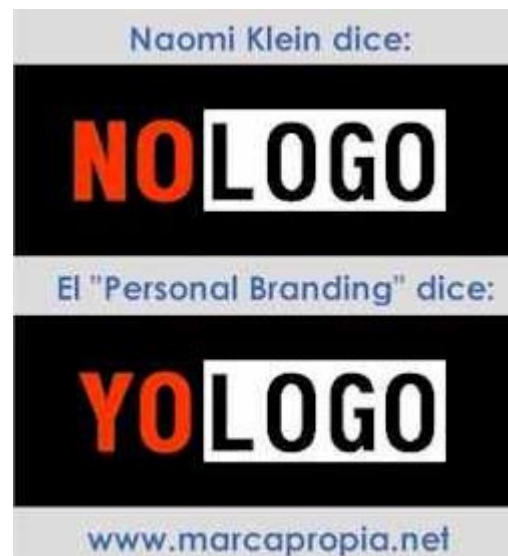 Naomi Klein dice:
NOLOGO
El "Personal Branding" dice:
YOLOGO
www.marcapropia.net